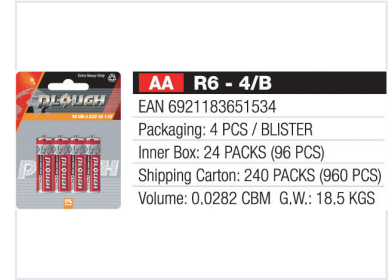 Extra Heavy Duty
PLOUGH
AA R6 - 4/B
EAN 6921183651534
Packaging: 4 PCS / BLISTER
Inner Box: 24 PACKS (96 PCS)
Shipping Carton: 240 PACKS (960 PCS)
Volume: 0.0282 CBM G.W.: 18.5 KGS